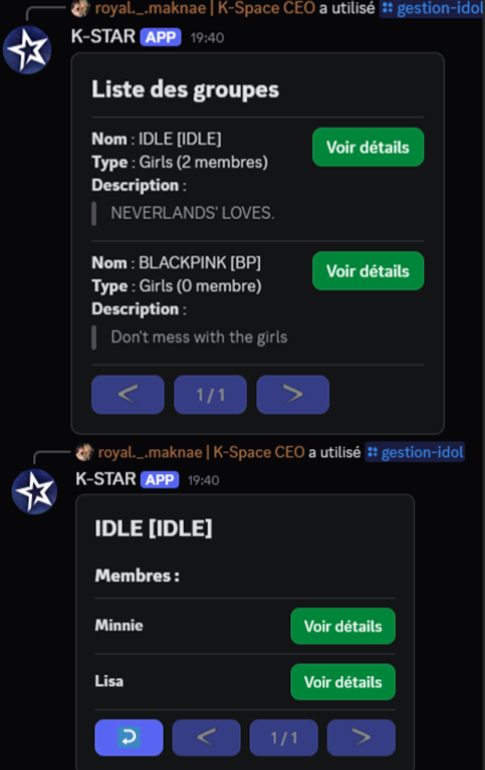 royal._.maknae | K-Space CEO a utilisé gestion-idol
K-STAR APP 19:40
Liste des groupes
Nom : IDLE [IDLE]
Voir détails
Type : Girls (2 membres)
Description :
NEVERLANDS' LOVES.
Nom : BLACKPINK [BP]
Voir détails
Type : Girls (0 membre)
Description :
Don't mess with the girls
< 1/1 >
royal._.maknae | K-Space CEO a utilisé gestion-idol
K-STAR APP 19:40
IDLE [IDLE]
Membres :
Minnie Voir détails
Lisa Voir détails
< 1/1 >